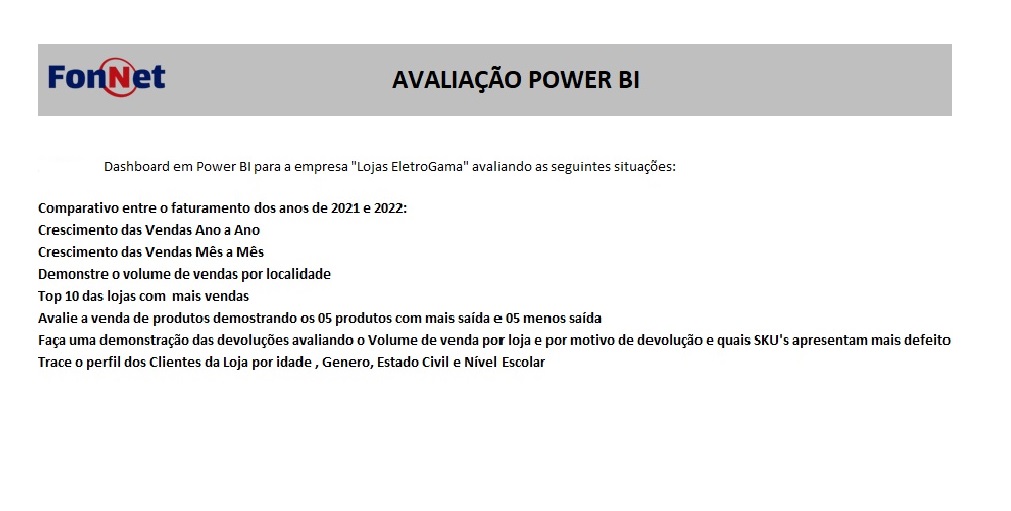 FonNet
AVALIAÇÃO POWER BI
Dashboard em Power BI para a empresa "Lojas EletroGama" avaliando as seguintes situações:
Comparativo entre o faturamento dos anos de 2021 e 2022:
Crescimento das Vendas Ano a Ano
Crescimento das Vendas Mês a Mês
Demonstre o volume de vendas por localidade
Top 10 das lojas com mais vendas
Avalie a venda de produtos demostrando os 05 produtos com mais saída e 05 menos saída
Faça uma demonstração das devoluções avaliando o Volume de venda por loja e por motivo de devolução e quais SKU's apresentam mais defeito
Trace o perfil dos Clientes da Loja por idade , Genero, Estado Civil e Nível Escolar